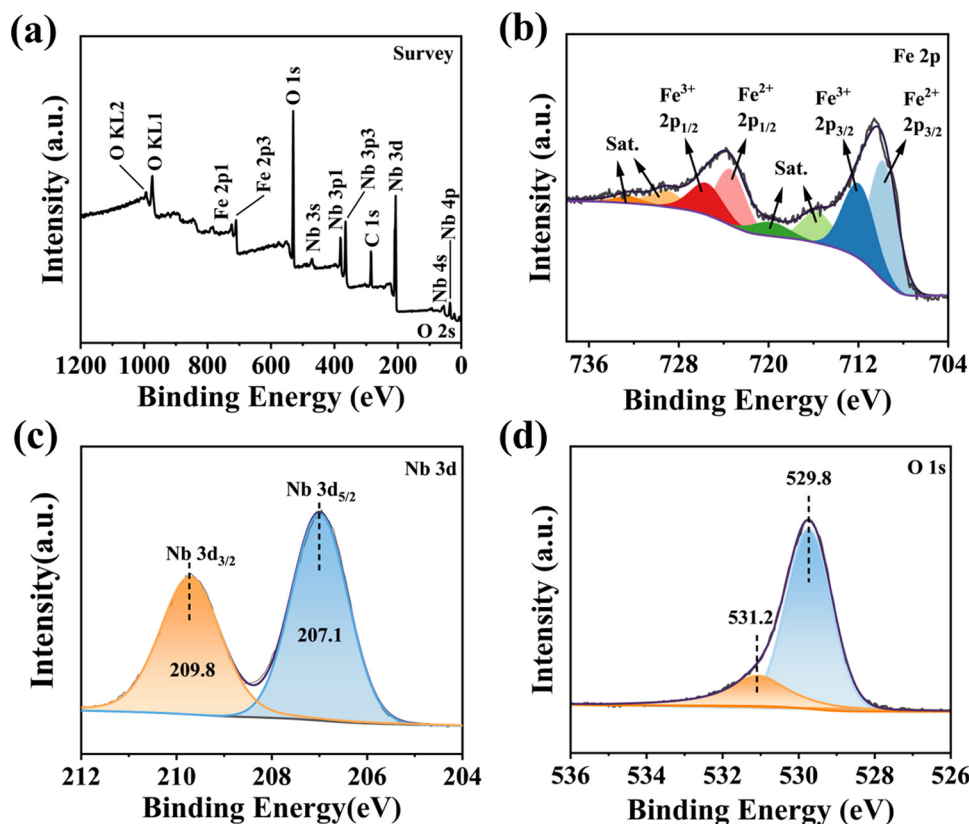 (a)
Survey
Intensity (a.u.)
O KL2
O KL1
Fe 2p1
Fe 2p3
O 1s
Nb 3s
Nb 3p1
Nb 3p3
C 1s
Nb 3d
Nb 4s
Nb 4p
O 2s
1200 1000 800 600 400 200 0
Binding Energy (eV)
(b)
Fe 2p
Intensity (a.u.)
Sat.
Fe³⁺
2p₁/₂
Fe²⁺
2p₁/₂
Sat.
Fe³⁺
2p₃/₂
Fe²⁺
2p₃/₂
736 728 720 712 704
Binding Energy (eV)
(c)
Nb 3d
Intensity(a.u.)
Nb 3d₃/₂
Nb 3d₅/₂
209.8
207.1
212 210 208 206 204
Binding Energy(eV)
(d)
O 1s
Intensity (a.u.)
529.8
531.2
536 534 532 530 528 526
Binding Energy (eV)